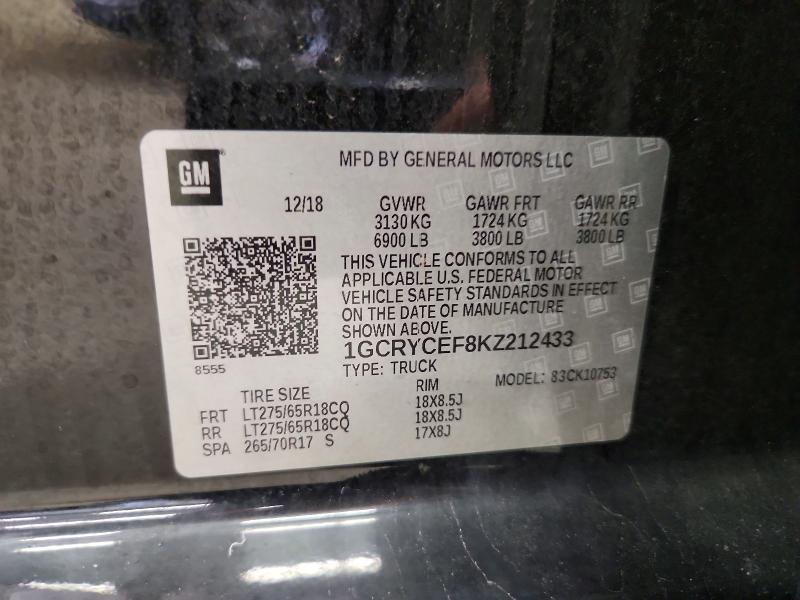 GM
MFD BY GENERAL MOTORS LLC
12/18 GVWR GAWR FRT GAWR RR
3130 KG 1724 KG 1724 KG
6900 LB 3800 LB 3800 LB
THIS VEHICLE CONFORMS TO ALL
APPLICABLE U.S. FEDERAL MOTOR
VEHICLE SAFETY STANDARDS IN EFFECT
ON THE DATE OF MANUFACTURE
SHOWN ABOVE.
1GCRYCEF8KZ212433
8555
TYPE: TRUCK MODEL: 83CK10753
TIRE SIZE RIM
FRT LT275/65R18CQ 18X8.5J
RR LT275/65R18CQ 18X8.5J
SPA 265/70R17 S 17X8J